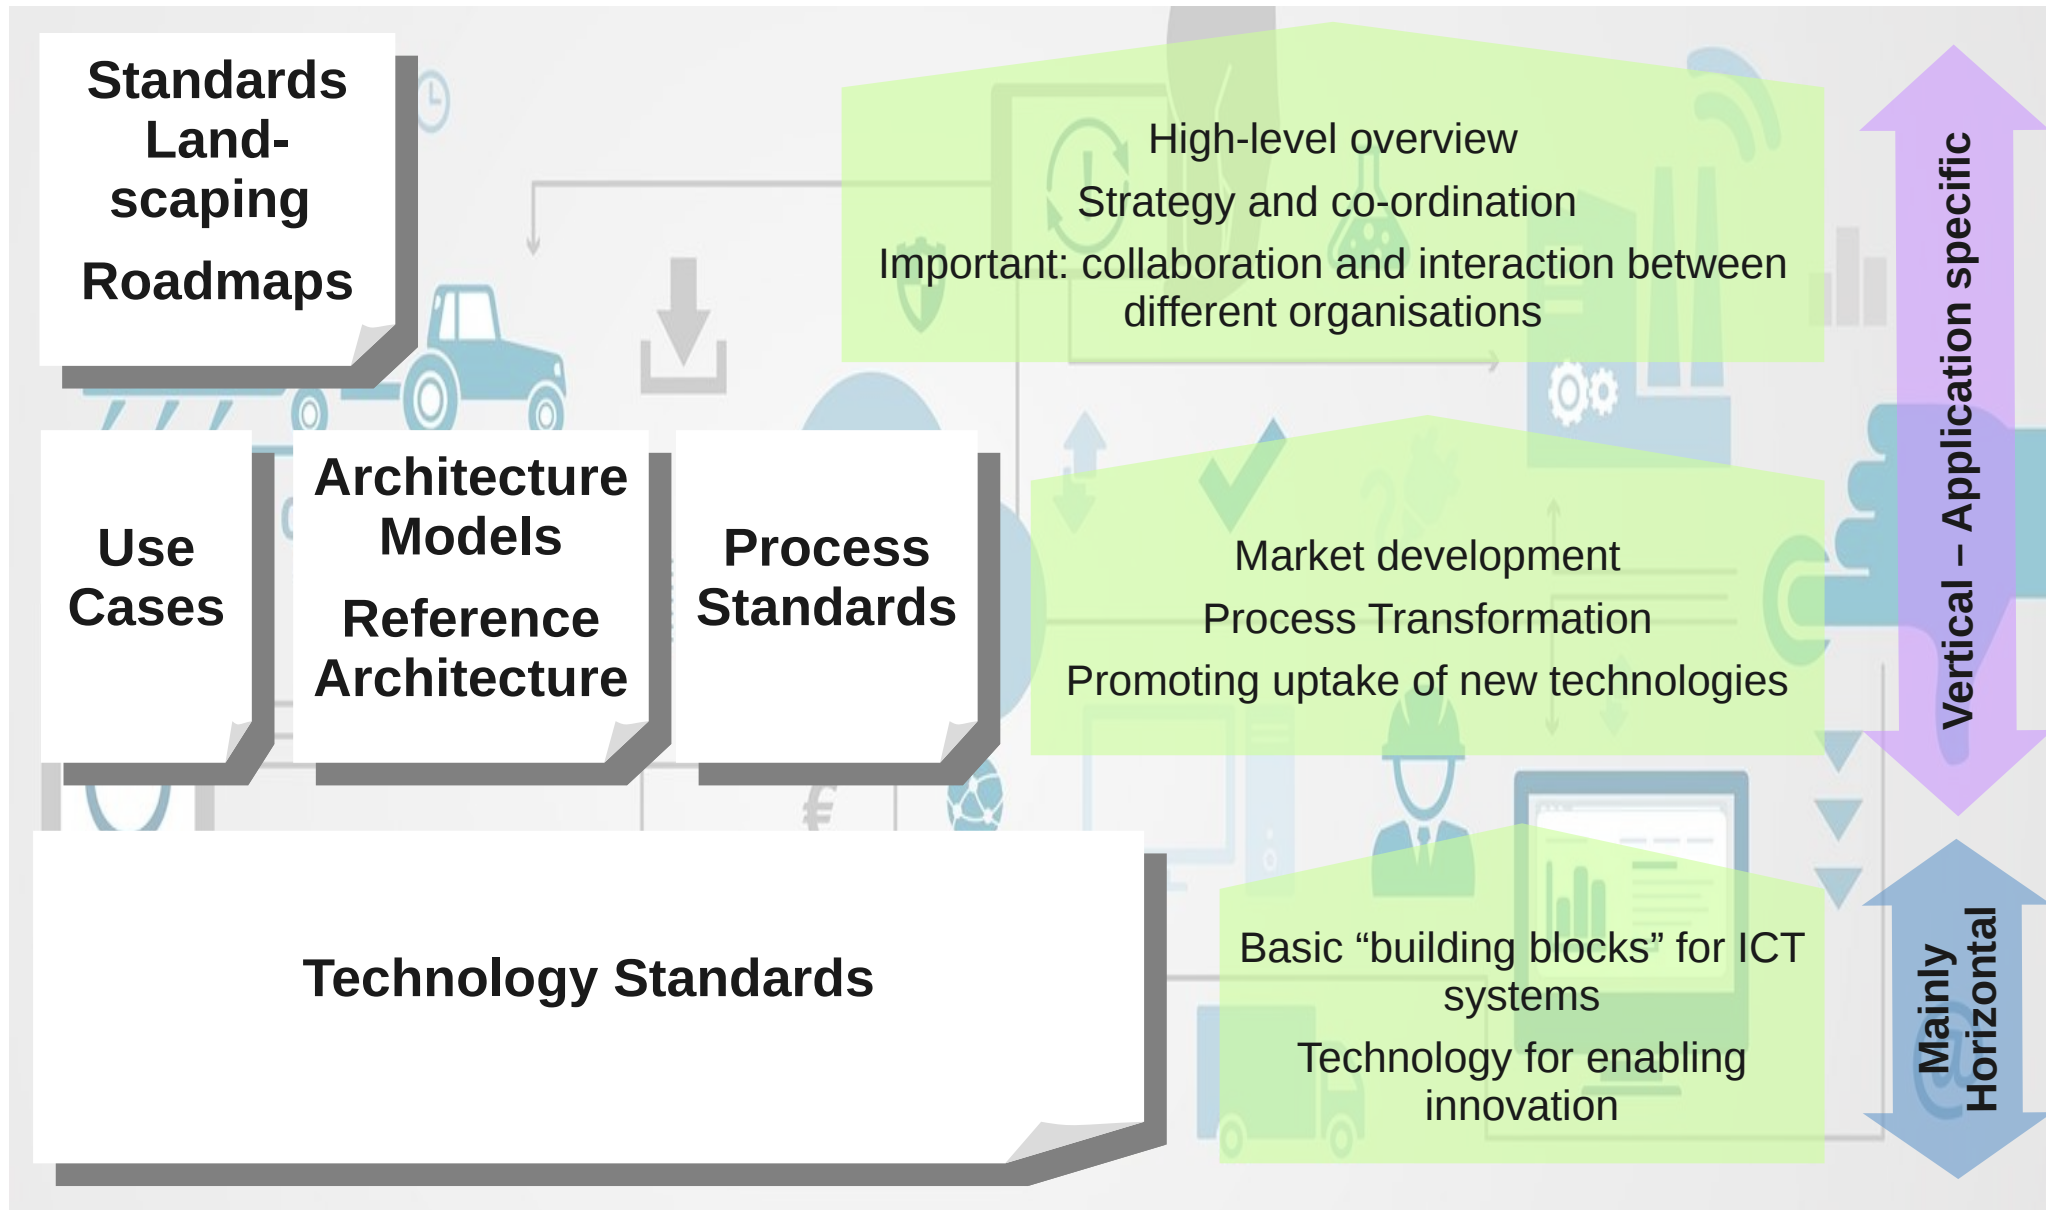 Standards
Land-
scaping
Roadmaps
High-level overview
Strategy and co-ordination
Important: collaboration and interaction between
different organisations
Vertical – Application specific
Use
Cases
Architecture
Models
Reference
Architecture
Process
Standards
Market development
Process Transformation
Promoting uptake of new technologies
Technology Standards
Basic “building blocks” for ICT
systems
Technology for enabling
innovation
Mainly
Horizontal